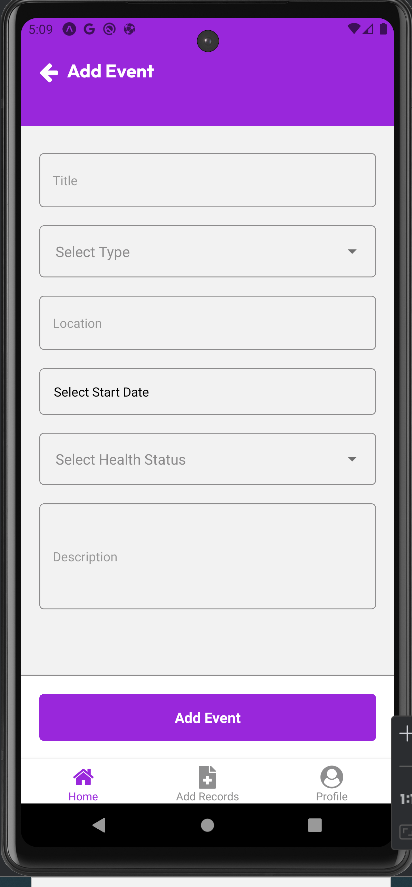 5:09
Add Event
Title
Select Type
Location
Select Start Date
Select Health Status
Description
Add Event
Home Add Records Profile